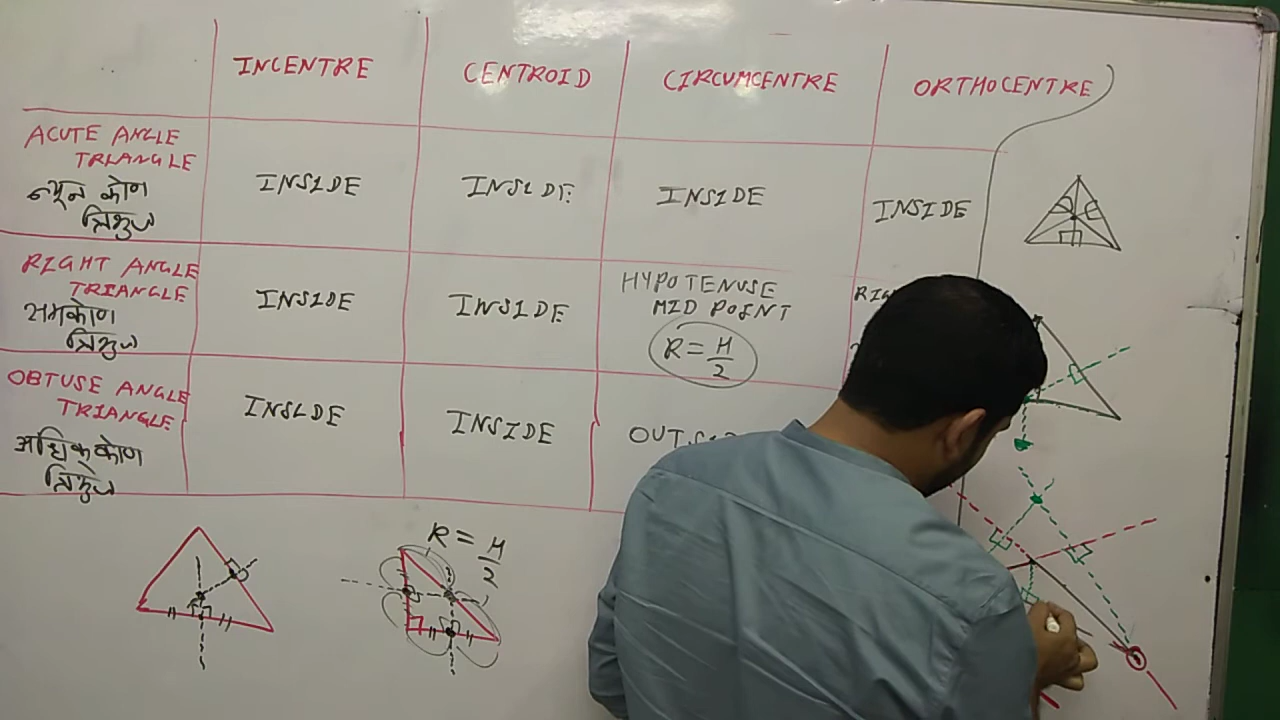 INCENTRE
CENTROID
CIRCUMCENTRE
ORTHOCENTRE
ACUTE ANGLE
TRIANGLE
न्यून कोण
त्रिभुज
INSIDE
INSIDE
INSIDE
INSIDE
RIGHT ANGLE
TRIANGLE
समकोण
त्रिभुज
INSIDE
INSIDE
HYPOTENUSE
MID POINT
R = H/2
OBTUSE ANGLE
TRIANGLE
अधिककोण
त्रिभुज
INSIDE
INSIDE
R = H/2